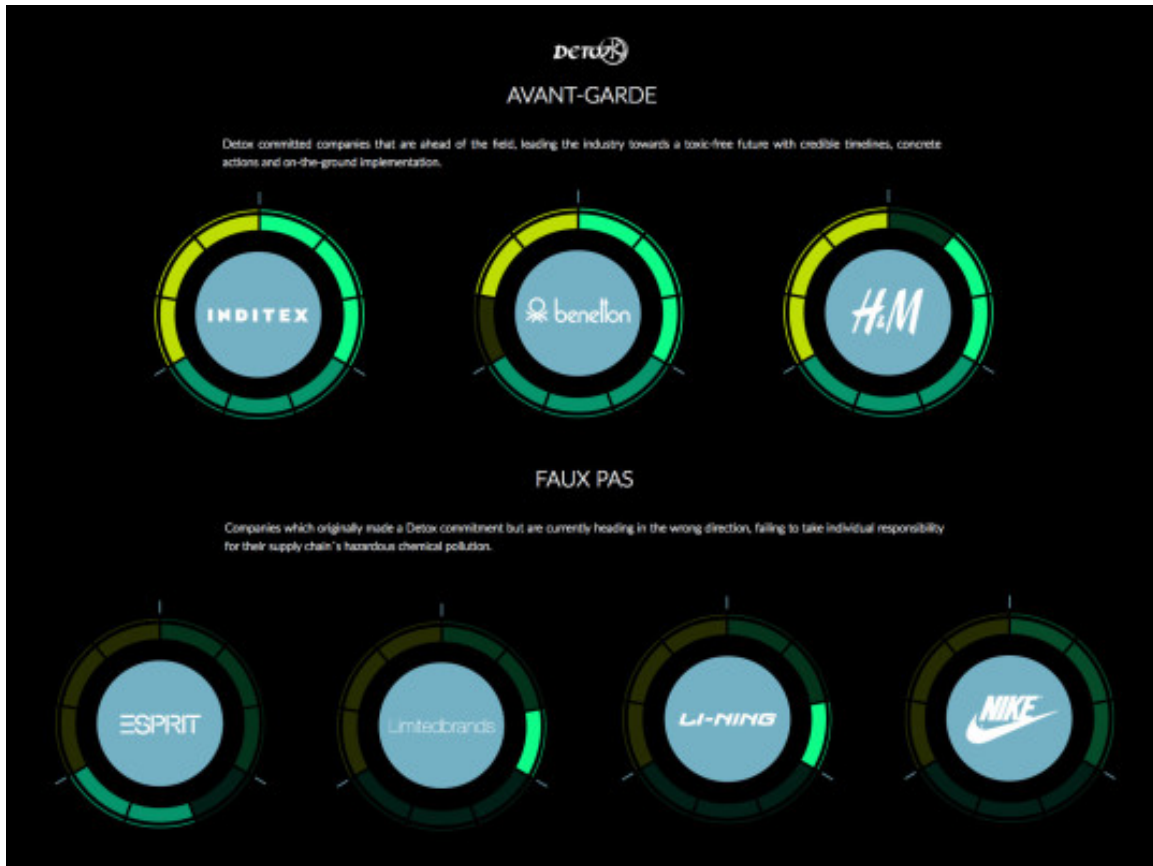 DETOX
AVANT-GARDE
Detox committed companies that are ahead of the field, leading the industry towards a toxic-free future with credible timelines, concrete
actions and on-the-ground implementation.
INDITEX
benetton
H&M
FAUX PAS
Companies which originally made a Detox commitment but are currently heading in the wrong direction, failing to take individual responsibility
for their supply chain`s hazardous chemical pollution.
ESPRIT
Limitedbrands
LI-NING
NIKE